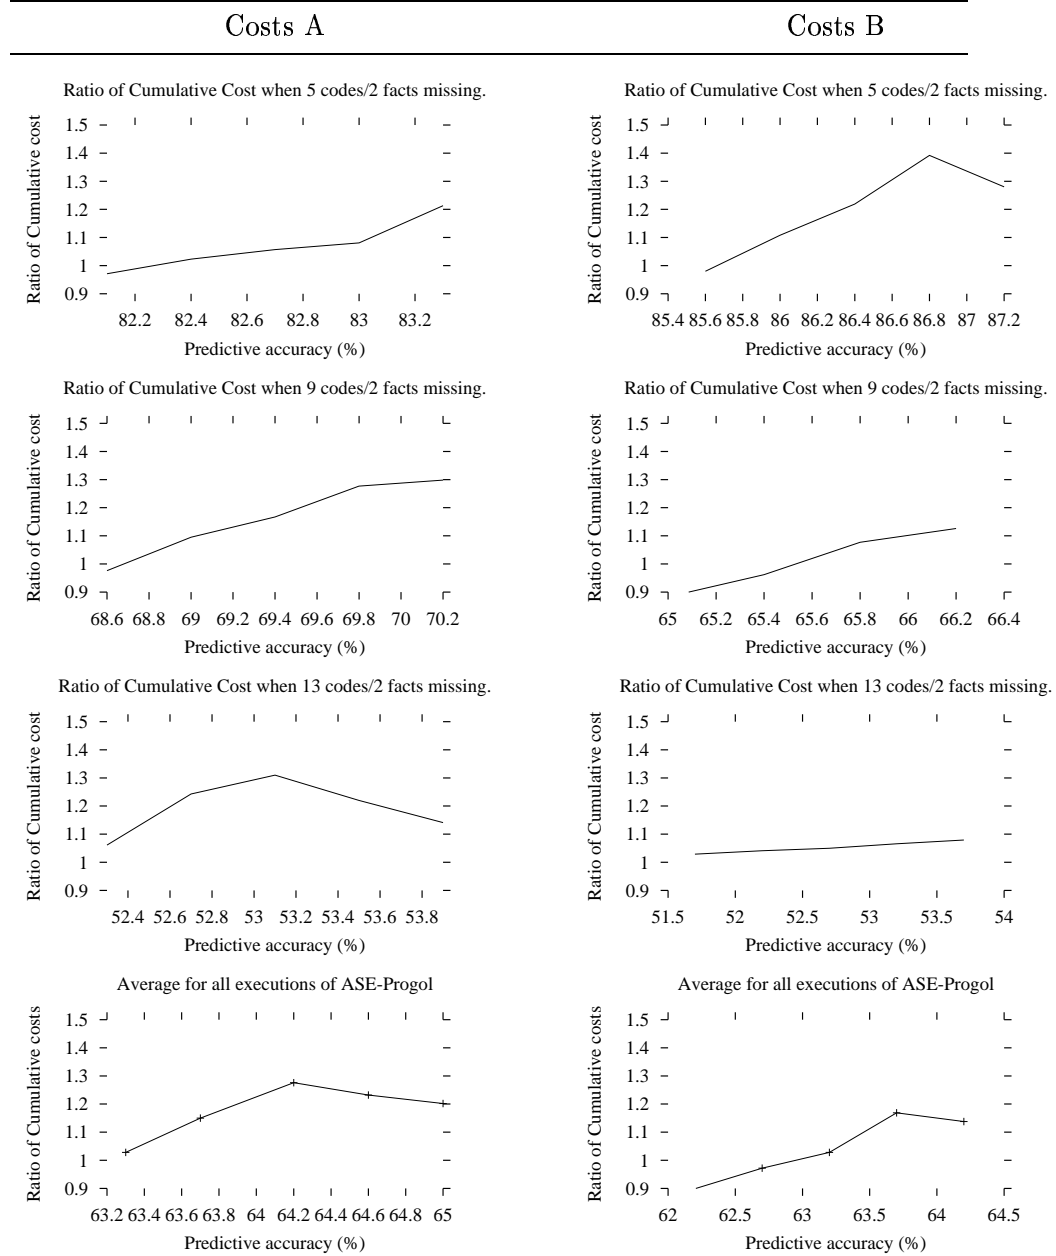 Costs A
Costs B
Ratio of Cumulative Cost when 5 codes/2 facts missing.
Ratio of Cumulative cost
1.5
1.4
1.3
1.2
1.1
1
0.9
82.2 82.4 82.6 82.8 83 83.2
Predictive accuracy (%)
Ratio of Cumulative Cost when 5 codes/2 facts missing.
Ratio of Cumulative cost
1.5
1.4
1.3
1.2
1.1
1
0.9
85.4 85.6 85.8 86 86.2 86.4 86.6 86.8 87 87.2
Predictive accuracy (%)
Ratio of Cumulative Cost when 9 codes/2 facts missing.
Ratio of Cumulative cost
1.5
1.4
1.3
1.2
1.1
1
0.9
68.6 68.8 69 69.2 69.4 69.6 69.8 70 70.2
Predictive accuracy (%)
Ratio of Cumulative Cost when 9 codes/2 facts missing.
Ratio of Cumulative cost
1.5
1.4
1.3
1.2
1.1
1
0.9
65 65.2 65.4 65.6 65.8 66 66.2 66.4
Predictive accuracy (%)
Ratio of Cumulative Cost when 13 codes/2 facts missing.
Ratio of Cumulative cost
1.5
1.4
1.3
1.2
1.1
1
0.9
52.4 52.6 52.8 53 53.2 53.4 53.6 53.8
Predictive accuracy (%)
Ratio of Cumulative Cost when 13 codes/2 facts missing.
Ratio of Cumulative cost
1.5
1.4
1.3
1.2
1.1
1
0.9
51.5 52 52.5 53 53.5 54
Predictive accuracy (%)
Average for all executions of ASE-Progol
Ratio of Cumulative costs
1.5
1.4
1.3
1.2
1.1
1
0.9
63.2 63.4 63.6 63.8 64 64.2 64.4 64.6 64.8 65
Predictive accuracy (%)
Average for all executions of ASE-Progol
Ratio of Cumulative costs
1.5
1.4
1.3
1.2
1.1
1
0.9
62 62.5 63 63.5 64 64.5
Predictive accuracy (%)